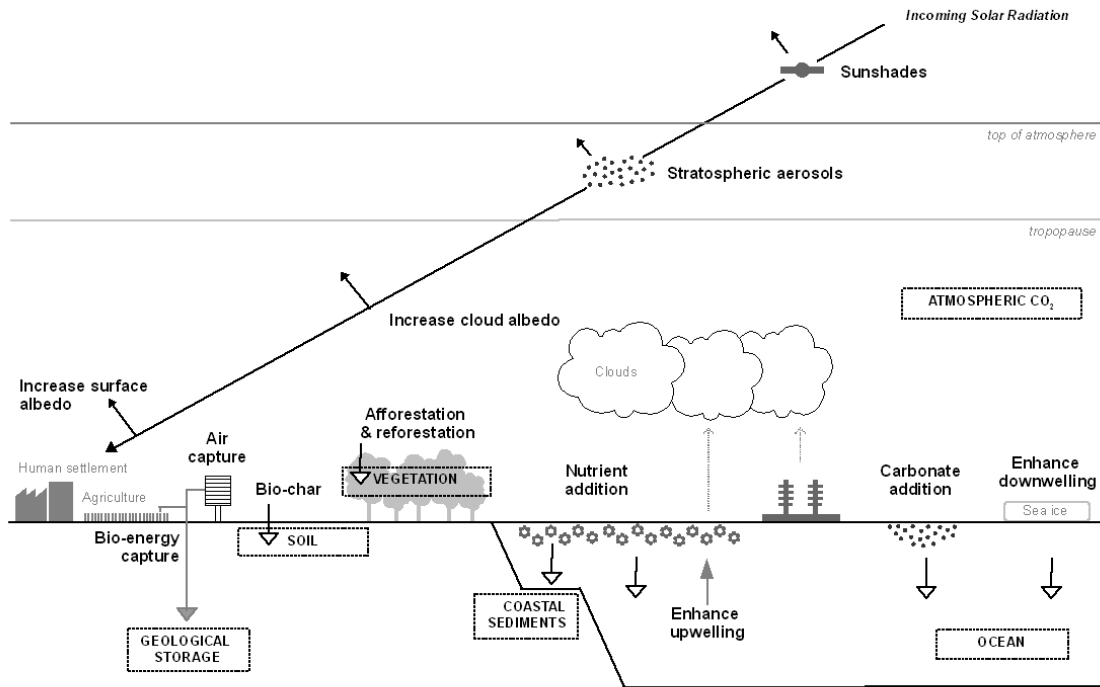 Incoming Solar Radiation
Sunshades
top of atmosphere
Stratospheric aerosols
tropopause
ATMOSPHERIC CO₂
Increase cloud albedo
Clouds
Increase surface
albedo
Afforestation
& reforestation
Air
capture
Human settlement
Agriculture
Bio-char
VEGETATION
Nutrient
addition
Carbonate
addition
Enhance
downwelling
Sea ice
Bio-energy
capture
SOIL
COASTAL
SEDIMENTS
Enhance
upwelling
GEOLOGICAL
STORAGE
OCEAN